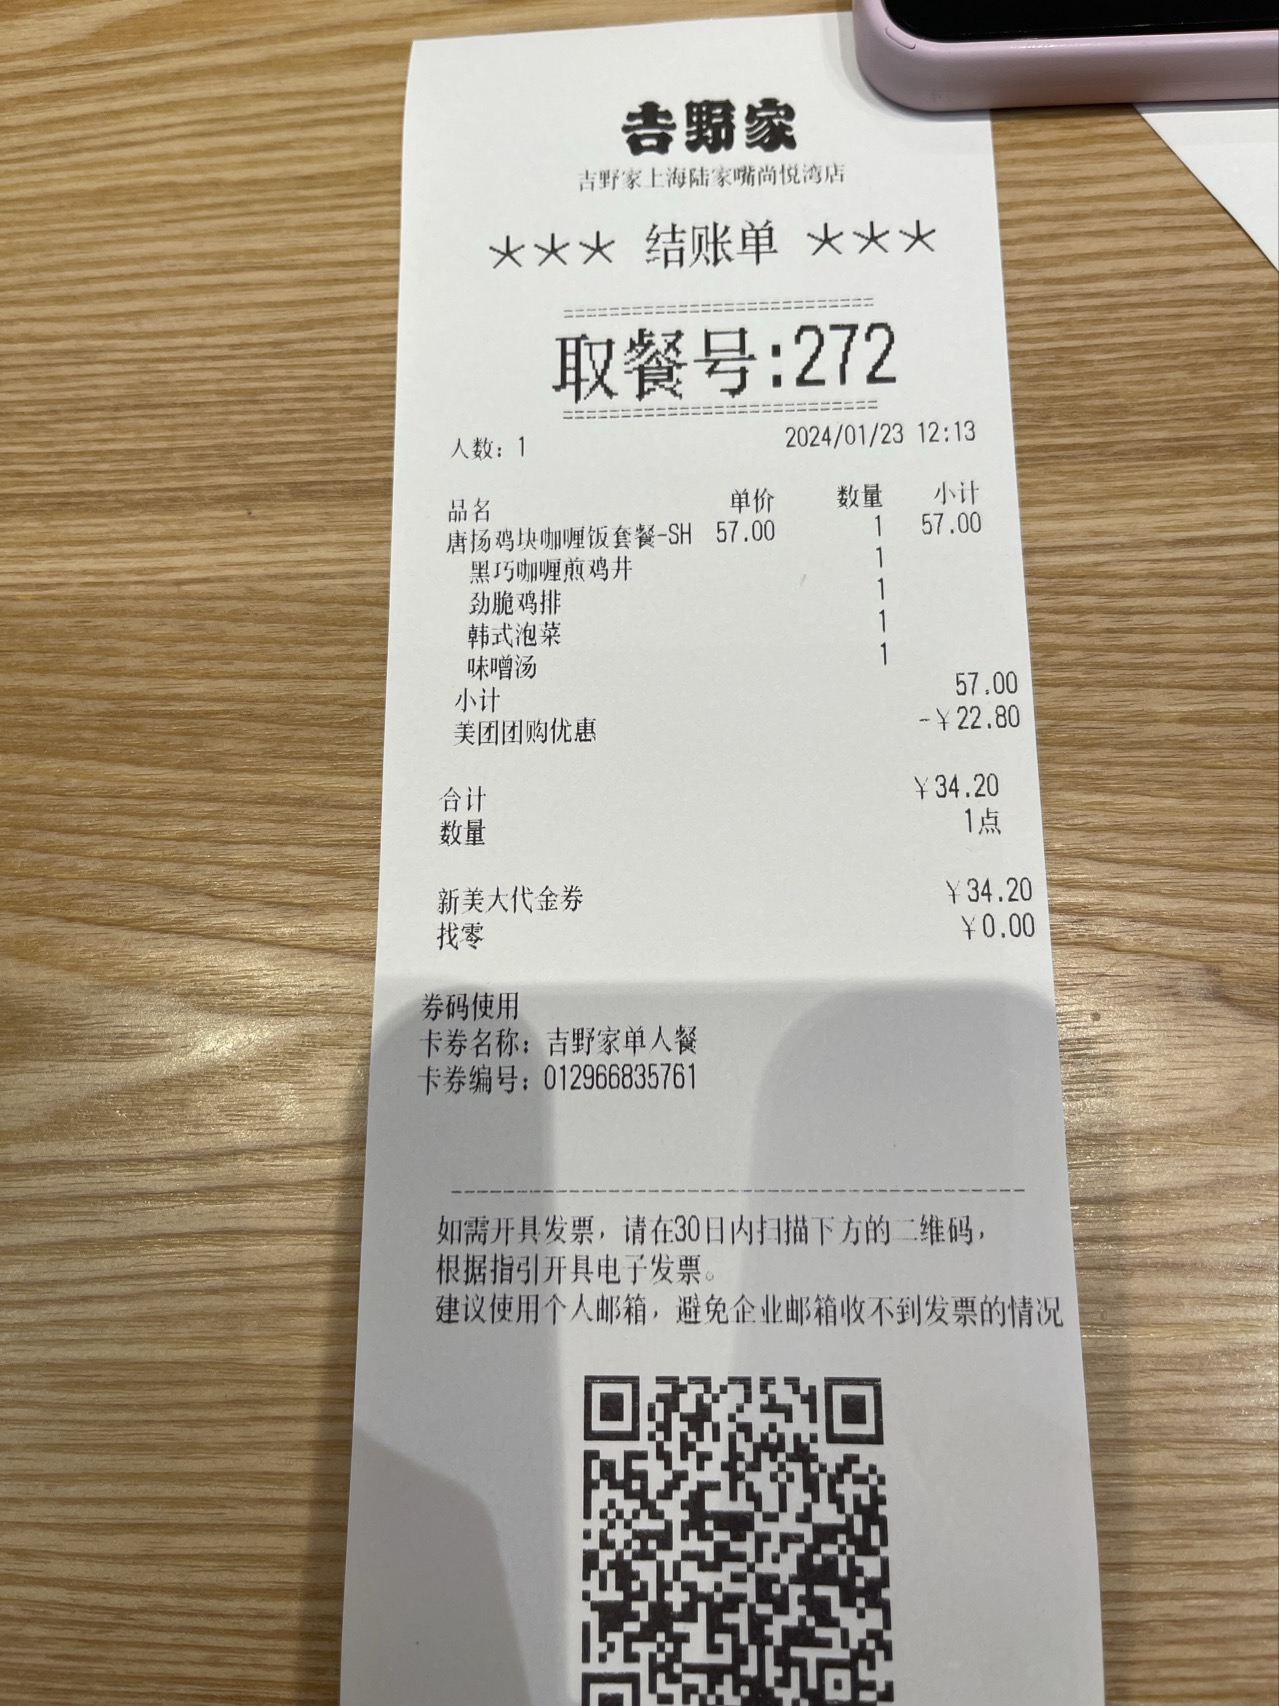 吉野家
吉野家上海陆家嘴尚悦湾店
*** 结账单 ***
==========================
取餐号:272
==========================
人数: 1 2024/01/23 12:13
品名 单价 数量 小计
唐扬鸡块咖喱饭套餐-SH 57.00 1 57.00
黑巧咖喱煎鸡井 1
劲脆鸡排 1
韩式泡菜 1
味噌汤 1
小计 57.00
美团团购优惠 -¥22.80
合计 ¥34.20
数量 1点
新美大代金券 ¥34.20
找零 ¥0.00
券码使用
卡券名称: 吉野家单人餐
卡券编号: 012966835761
------------------------------------------------
如需开具发票, 请在30日内扫描下方的二维码,
根据指引开具电子发票。
建议使用个人邮箱, 避免企业邮箱收不到发票的情况